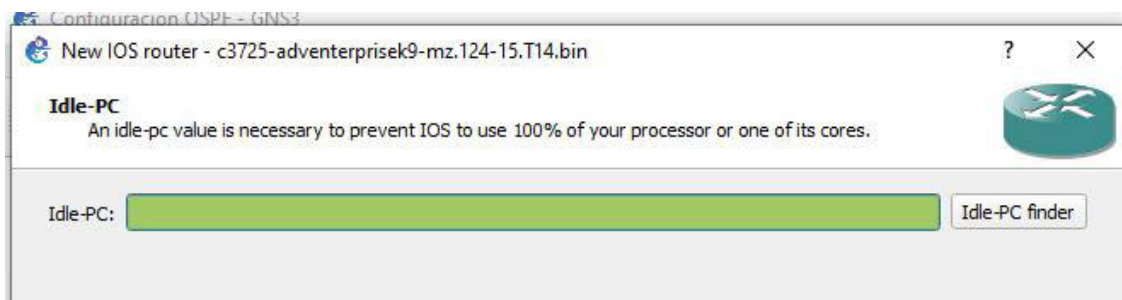 Configuracion OSPF - GNS3
New IOS router - c3725-adventerprisek9-mz.124-15.T14.bin
?
Idle-PC
An idle-pc value is necessary to prevent IOS to use 100% of your processor or one of its cores.
Idle-PC:
Idle-PC finder